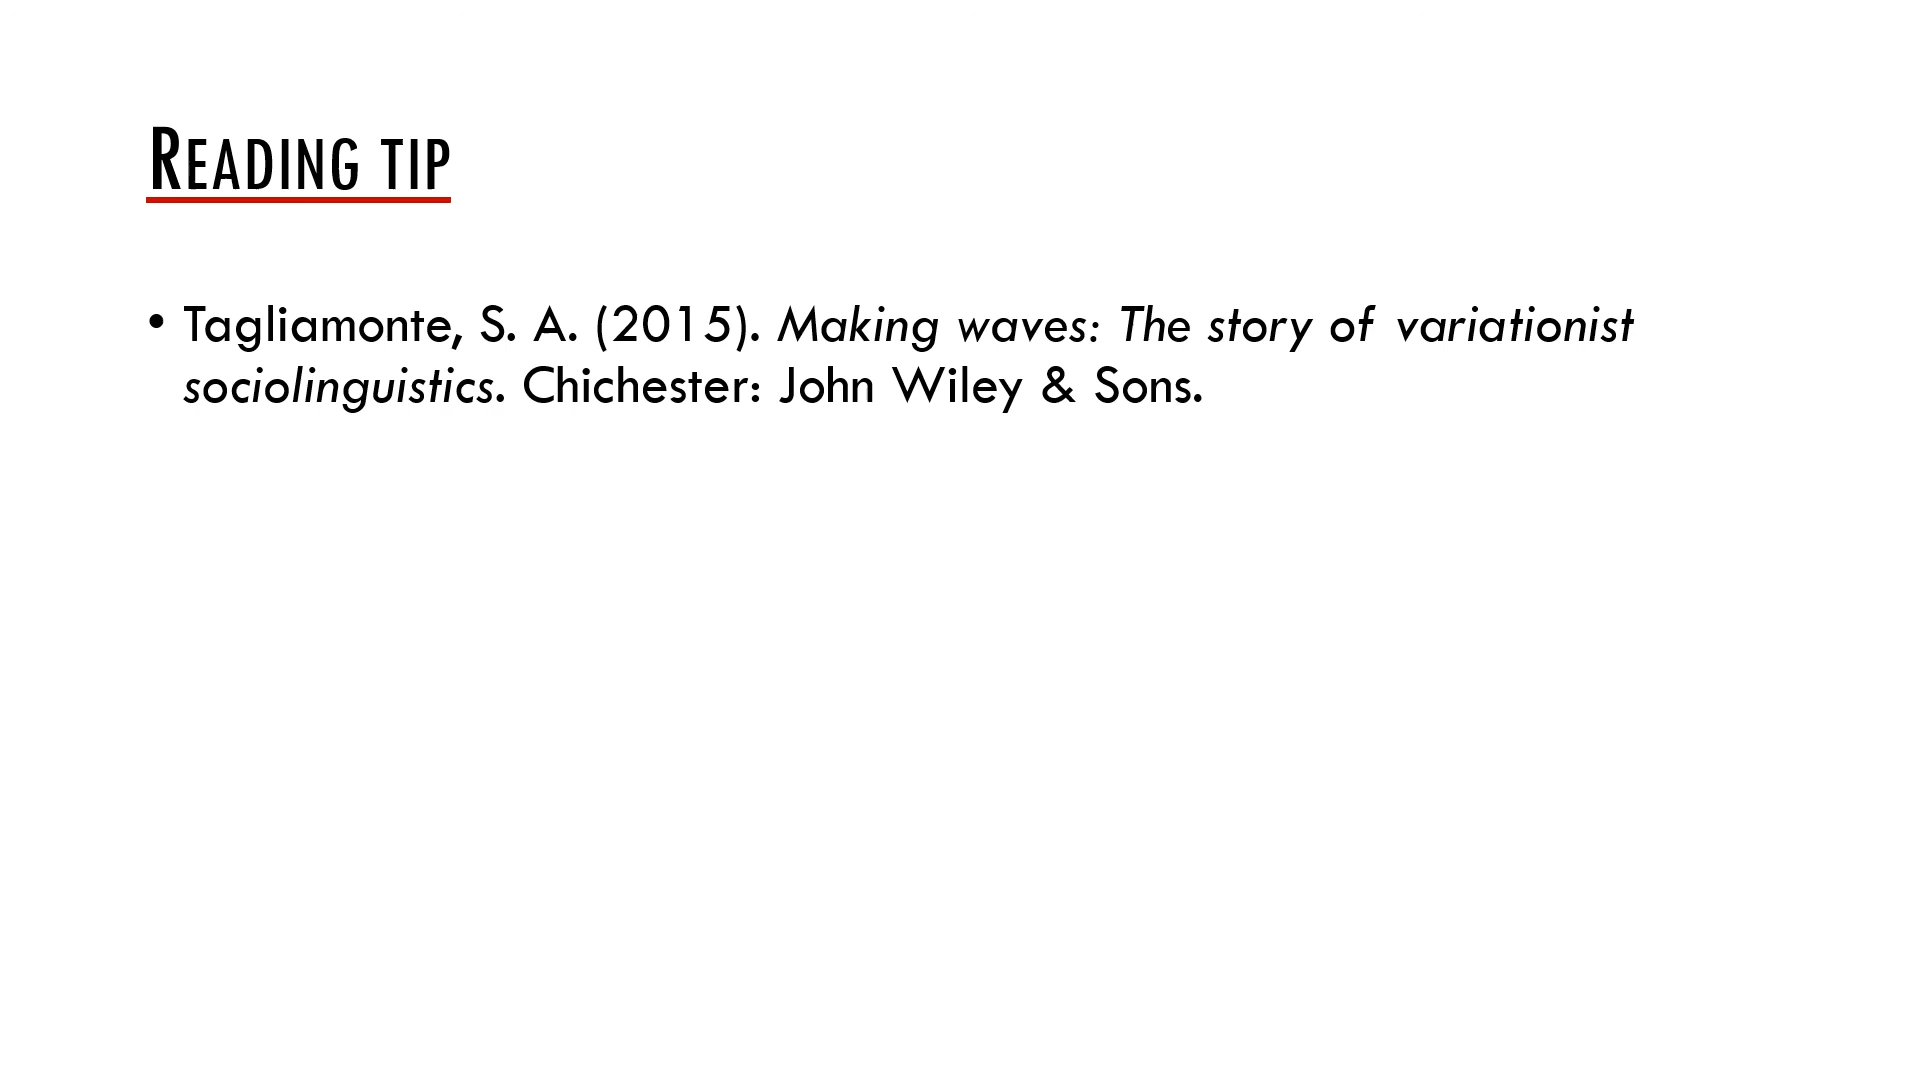 READING TIP
• Tagliamonte, S. A. (2015). Making waves: The story of variationist
sociolinguistics. Chichester: John Wiley & Sons.